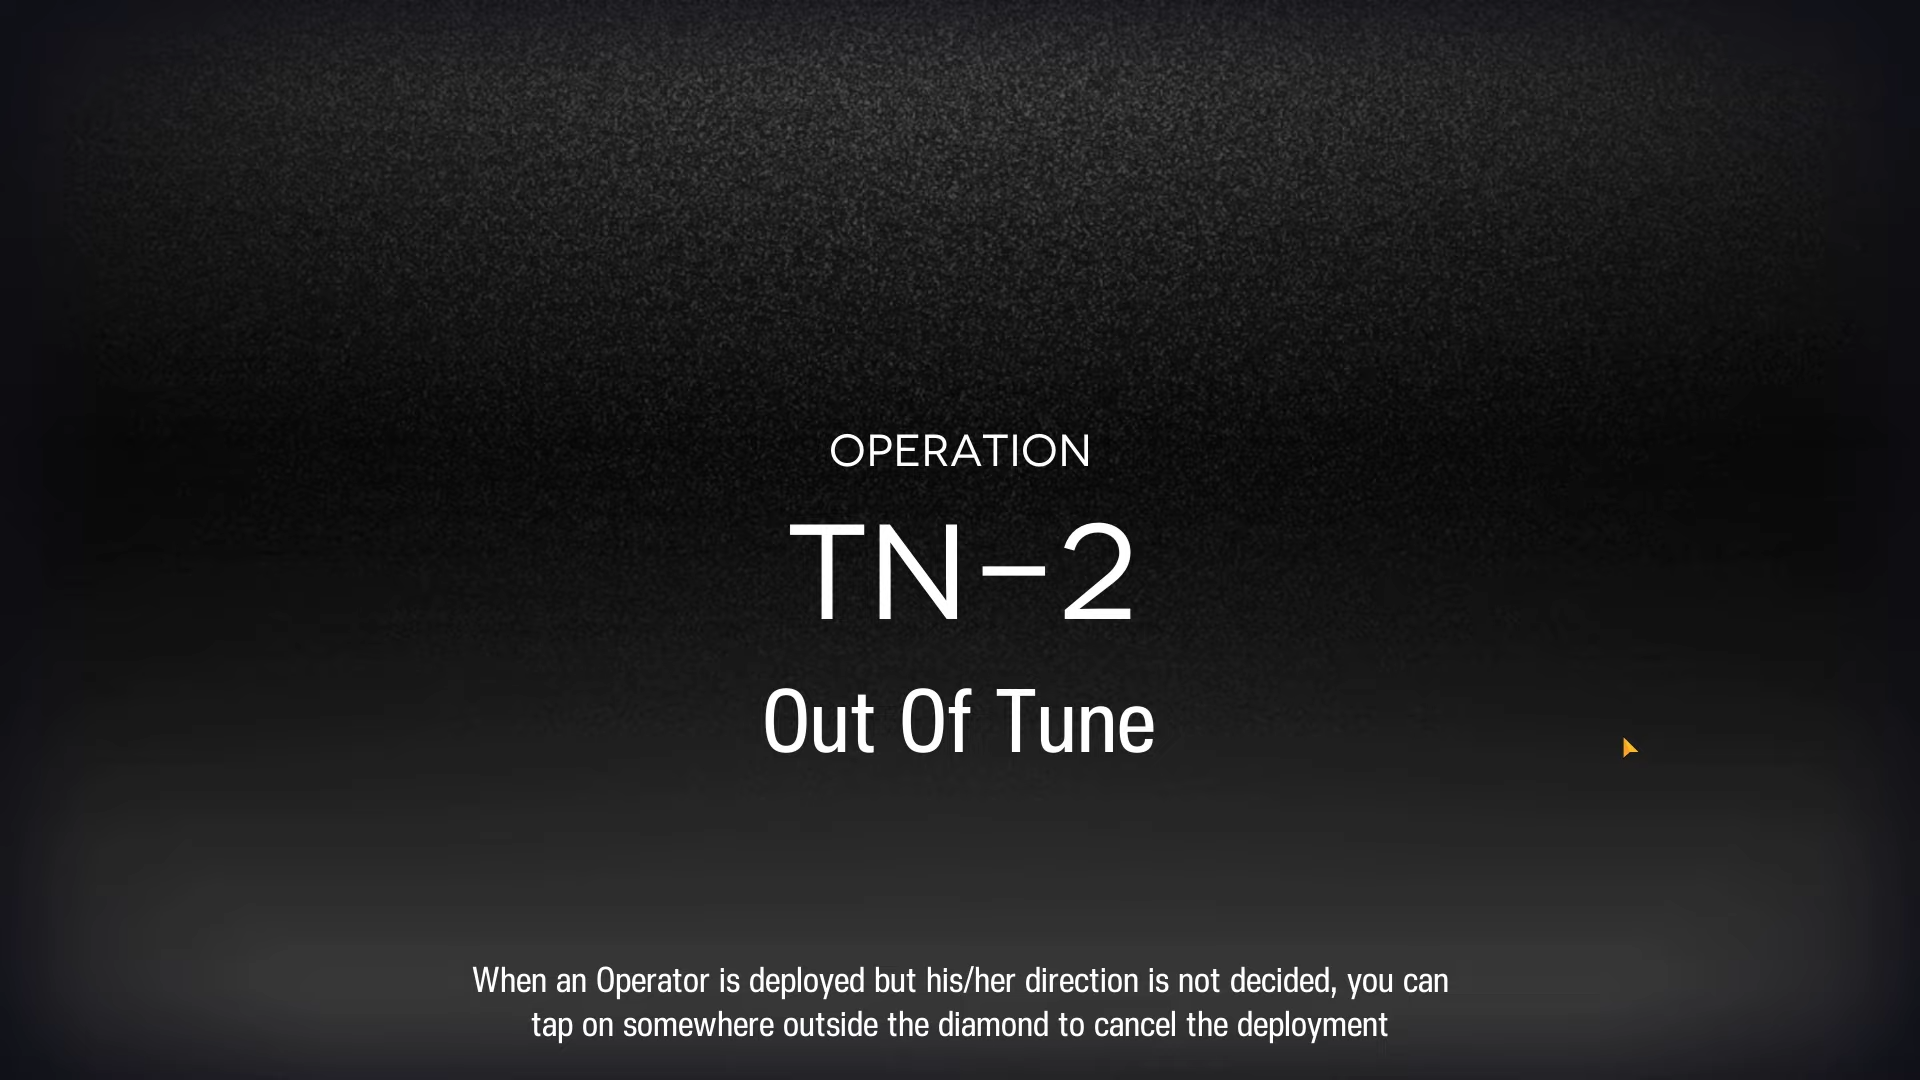 OPERATION
TN-2
Out Of Tune
When an Operator is deployed but his/her direction is not decided, you can
tap on somewhere outside the diamond to cancel the deployment